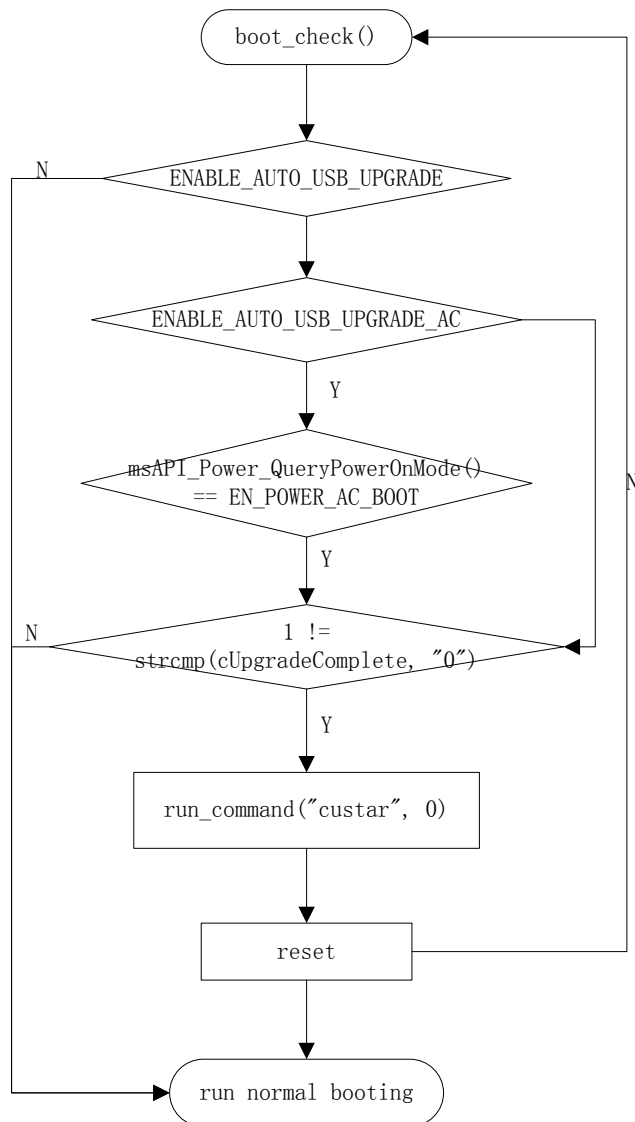 boot_check()
N
ENABLE_AUTO_USB_UPGRADE
ENABLE_AUTO_USB_UPGRADE_AC
Y
msAPI_Power_QueryPowerOnMode()
== EN_POWER_AC_BOOT
N
Y
N
1 !=
strcmp(cUpgradeComplete, "0")
Y
run_command("custar", 0)
reset
run normal booting